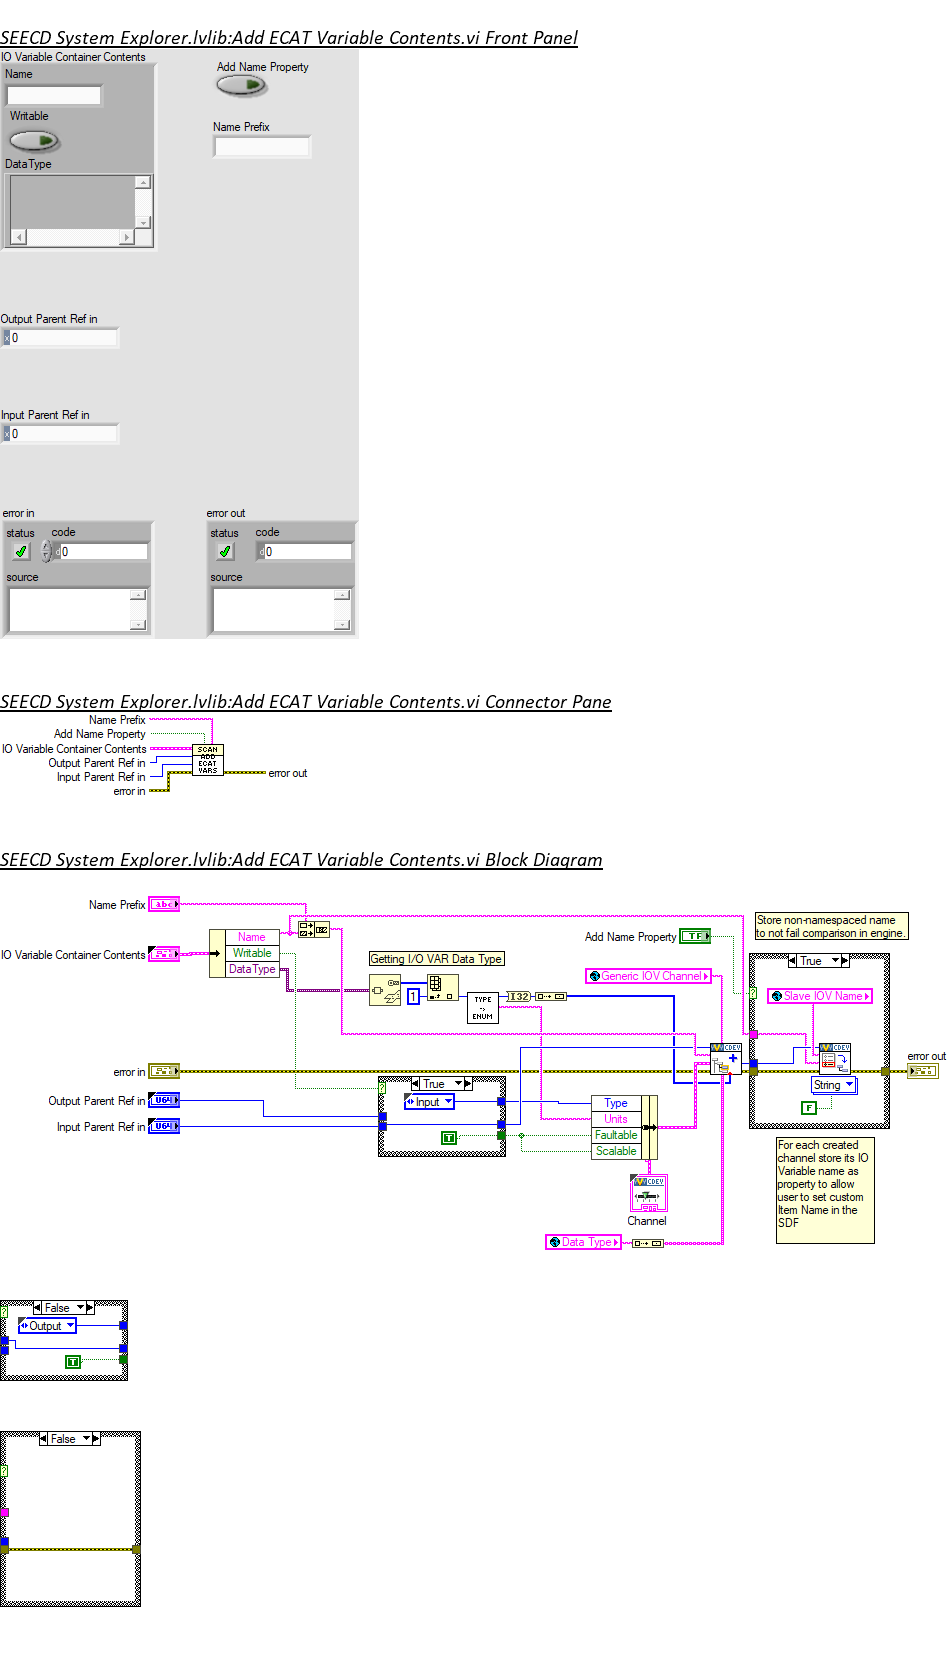 SEECD System Explorer.lvlib:Add ECAT Variable Contents.vi Front Panel
IO Variable Container Contents
Name
Writable
DataType
Add Name Property
Name Prefix
Output Parent Ref in
x 0
Input Parent Ref in
x 0
error in
status
code
d 0
source
error out
status
code
d 0
source
SEECD System Explorer.lvlib:Add ECAT Variable Contents.vi Connector Pane
Name Prefix
Add Name Property
IO Variable Container Contents
Output Parent Ref in
Input Parent Ref in
error in
SCAN
ADD
ECAT
VARS
error out
SEECD System Explorer.lvlib:Add ECAT Variable Contents.vi Block Diagram
Name Prefix
abc
IO Variable Container Contents
Name
Writable
DataType
Getting I/O VAR Data Type
1
TYPE
->
ENUM
I32
Add Name Property
TF
Generic IOV Channel
Store non-namespaced name
to not fail comparison in engine.
True
Slave IOV Name
CDEV
String
F
CDEV
error in
Output Parent Ref in
U64
Input Parent Ref in
U64
True
Input
T
Type
Units
Faultable
Scalable
CDEV
Channel
Data Type
error out
For each created
channel store its IO
Variable name as
property to allow
user to set custom
Item Name in the
SDF
False
Output
T
False